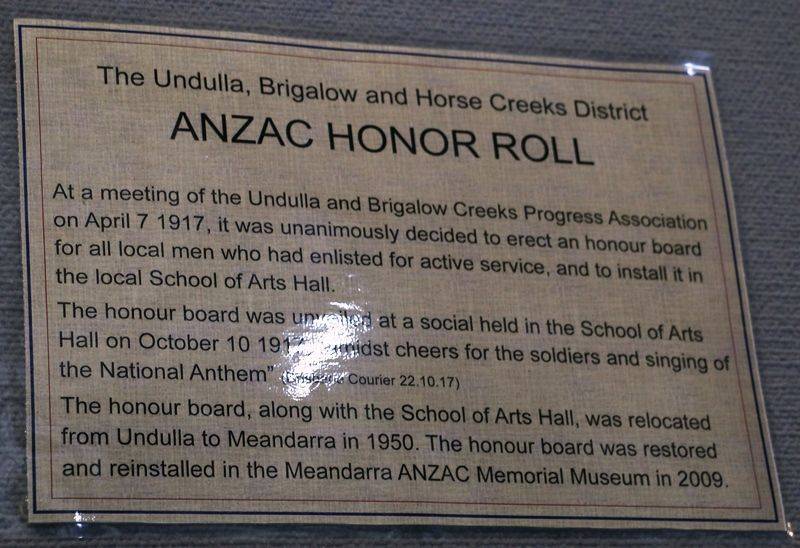 The Undulla, Brigalow and Horse Creeks District
ANZAC HONOR ROLL
At a meeting of the Undulla and Brigalow Creeks Progress Association
on April 7 1917, it was unanimously decided to erect an honour board
for all local men who had enlisted for active service, and to install it in
the local School of Arts Hall.
The honour board was unveiled at a social held in the School of Arts
Hall on October 10 1917 amidst cheers for the soldiers and singing of
the National Anthem" (Brisbane Courier 22.10.17)
The honour board, along with the School of Arts Hall, was relocated
from Undulla to Meandarra in 1950. The honour board was restored
and reinstalled in the Meandarra ANZAC Memorial Museum in 2009.